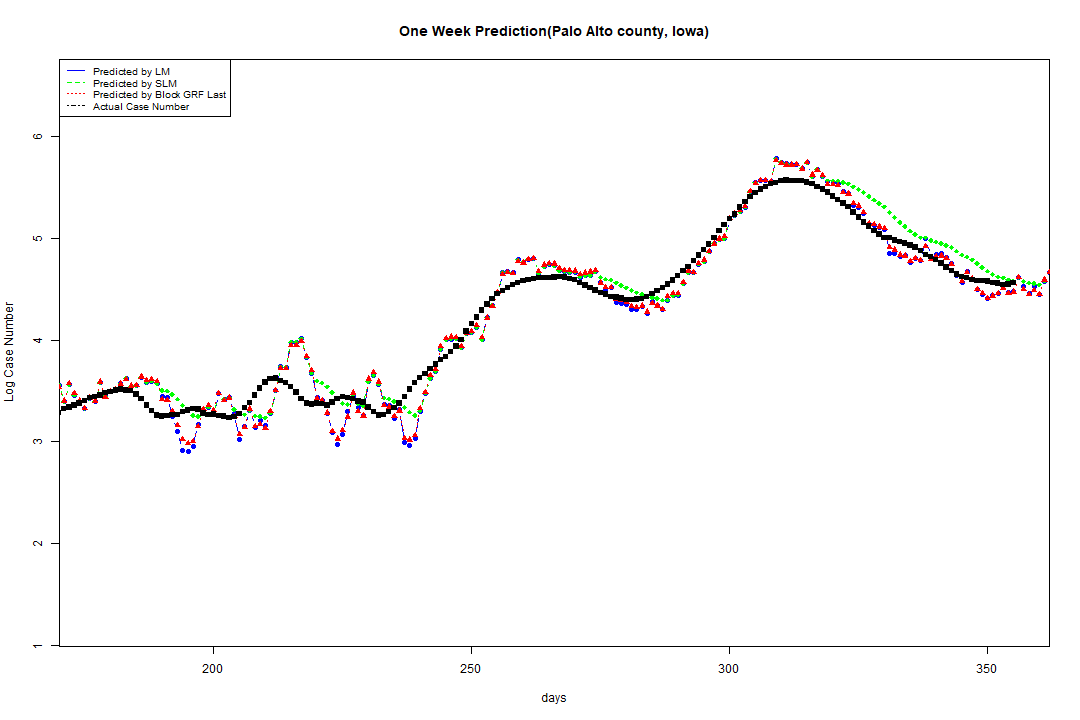 One Week Prediction(Palo Alto county, Iowa)
Predicted by LM
Predicted by SLM
Predicted by Block GRF Last
Actual Case Number
6
5
4
3
2
1
Log Case Number
200
250
300
350
days